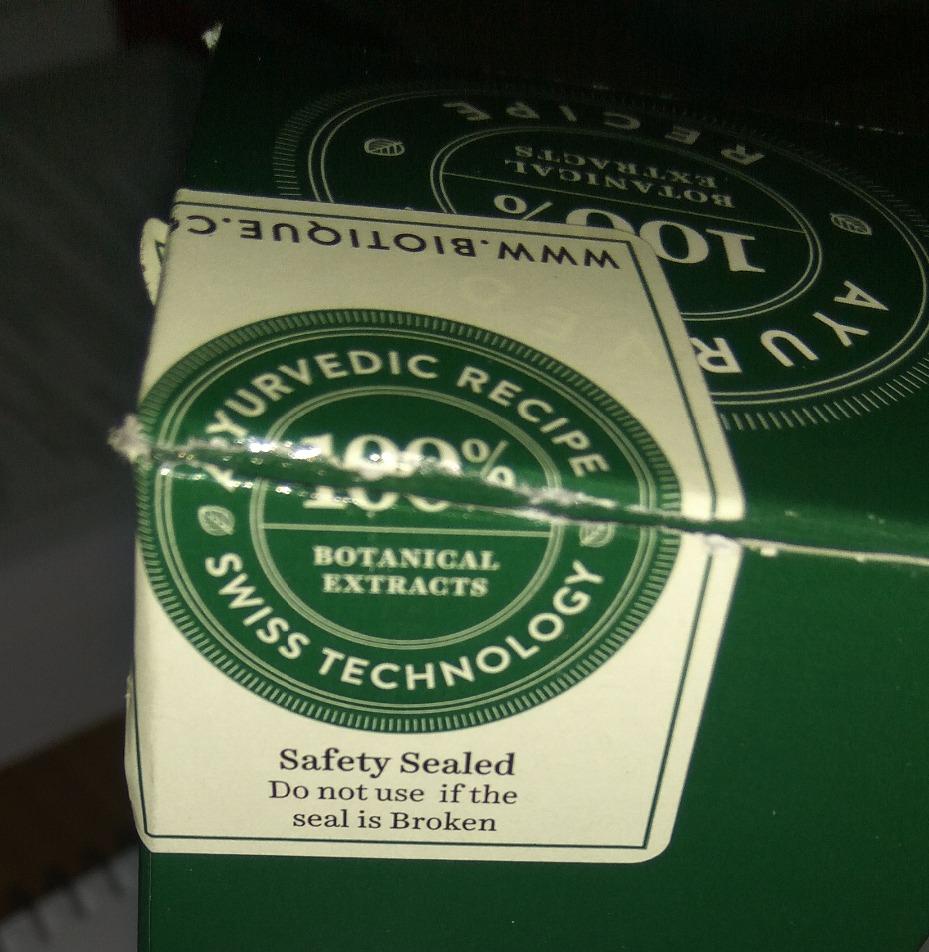 RECIPE
BOTANICAL
EXTRACTS
100%
AYUR
WWW.BIOTIQUE.C
AYURVEDIC RECIPE
100%
BOTANICAL
EXTRACTS
SWISS TECHNOLOGY
Safety Sealed
Do not use if the
seal is Broken